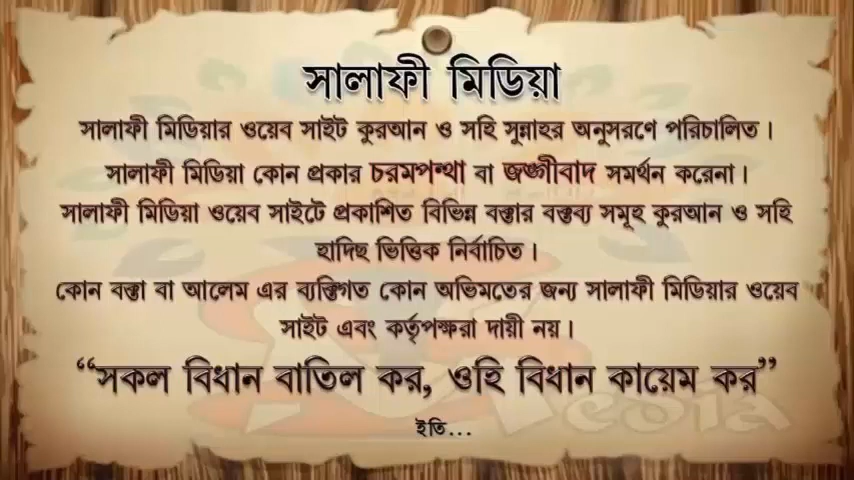 সালাফী মিডিয়া
সালাফী মিডিয়ার ওয়েব সাইট কুরআন ও সহি সুন্নাহর অনুসরণে পরিচালিত।
সালাফী মিডিয়া কোন প্রকার চরমপন্থা বা জঙ্গীবাদ সমর্থন করেনা।
সালাফী মিডিয়া ওয়েব সাইটে প্রকাশিত বিভিন্ন বক্তার বক্তব্য সমূহ কুরআন ও সহি
হাদিছ ভিত্তিক নির্বাচিত।
কোন বক্তা বা আলেম এর ব্যক্তিগত কোন অভিমতের জন্য সালাফী মিডিয়ার ওয়েব
সাইট এবং কর্তৃপক্ষরা দায়ী নয়।
“সকল বিধান বাতিল কর, ওহি বিধান কায়েম কর”
ইতি...